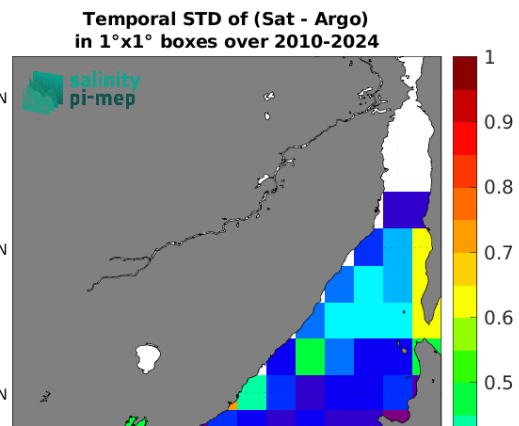 Temporal STD of (Sat - Argo)
in 1°x1° boxes over 2010-2024
salinity
pi-mep
N
N
N
1
0.9
0.8
0.7
0.6
0.5